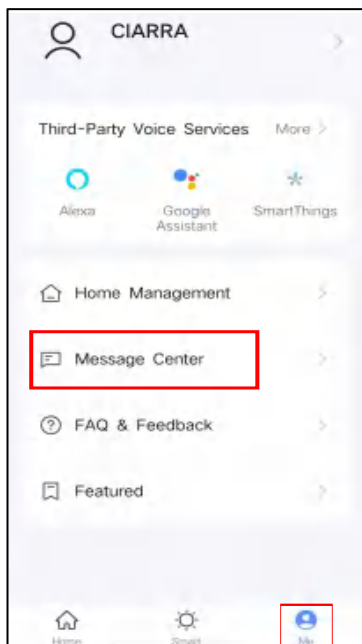 CIARRA
Third-Party Voice Services More >
Alexa
Google
Assistant
SmartThings
Home Management
Message Center
FAQ & Feedback
Featured
Home
Smart
Me